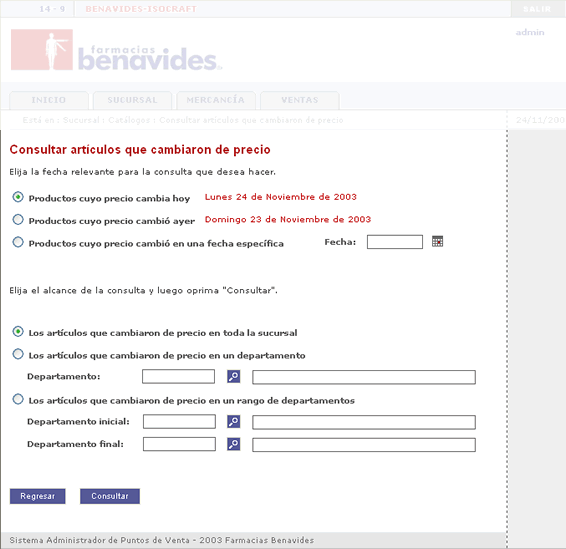 14 - 9 BENAVIDES-ISOCRAFT SALIR
admin
farmacias
benavides
INICIO SUCURSAL MERCANCÍA VENTAS
Está en : Sucursal : Catálogos : Consultar artículos que cambiaron de precio 24/11/200
Consultar artículos que cambiaron de precio
Elija la fecha relevante para la consulta que desea hacer.
Productos cuyo precio cambia hoy Lunes 24 de Noviembre de 2003
Productos cuyo precio cambió ayer Domingo 23 de Noviembre de 2003
Productos cuyo precio cambió en una fecha específica Fecha:
Elija el alcance de la consulta y luego oprima "Consultar".
Los artículos que cambiaron de precio en toda la sucursal
Los artículos que cambiaron de precio en un departamento
Departamento:
Los artículos que cambiaron de precio en un rango de departamentos
Departamento inicial:
Departamento final:
Regresar Consultar
Sistema Administrador de Puntos de Venta - 2003 Farmacias Benavides